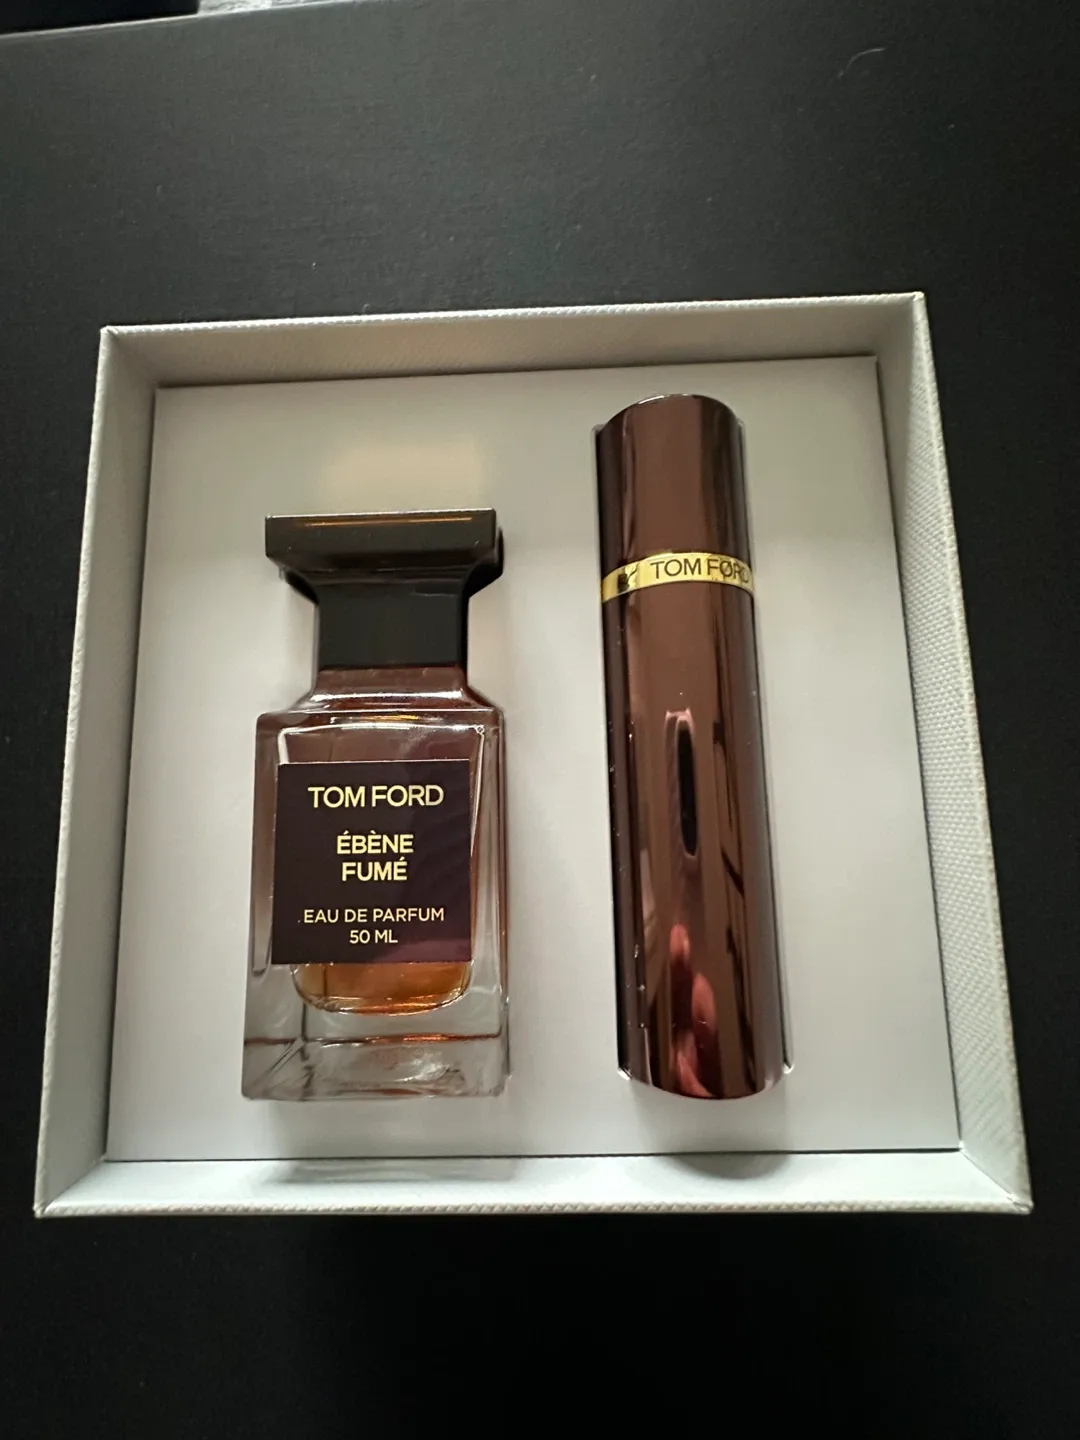 TOM FORD
TOM FORD
ÉBÈNE
FUMÉ
EAU DE PARFUM
50 ML